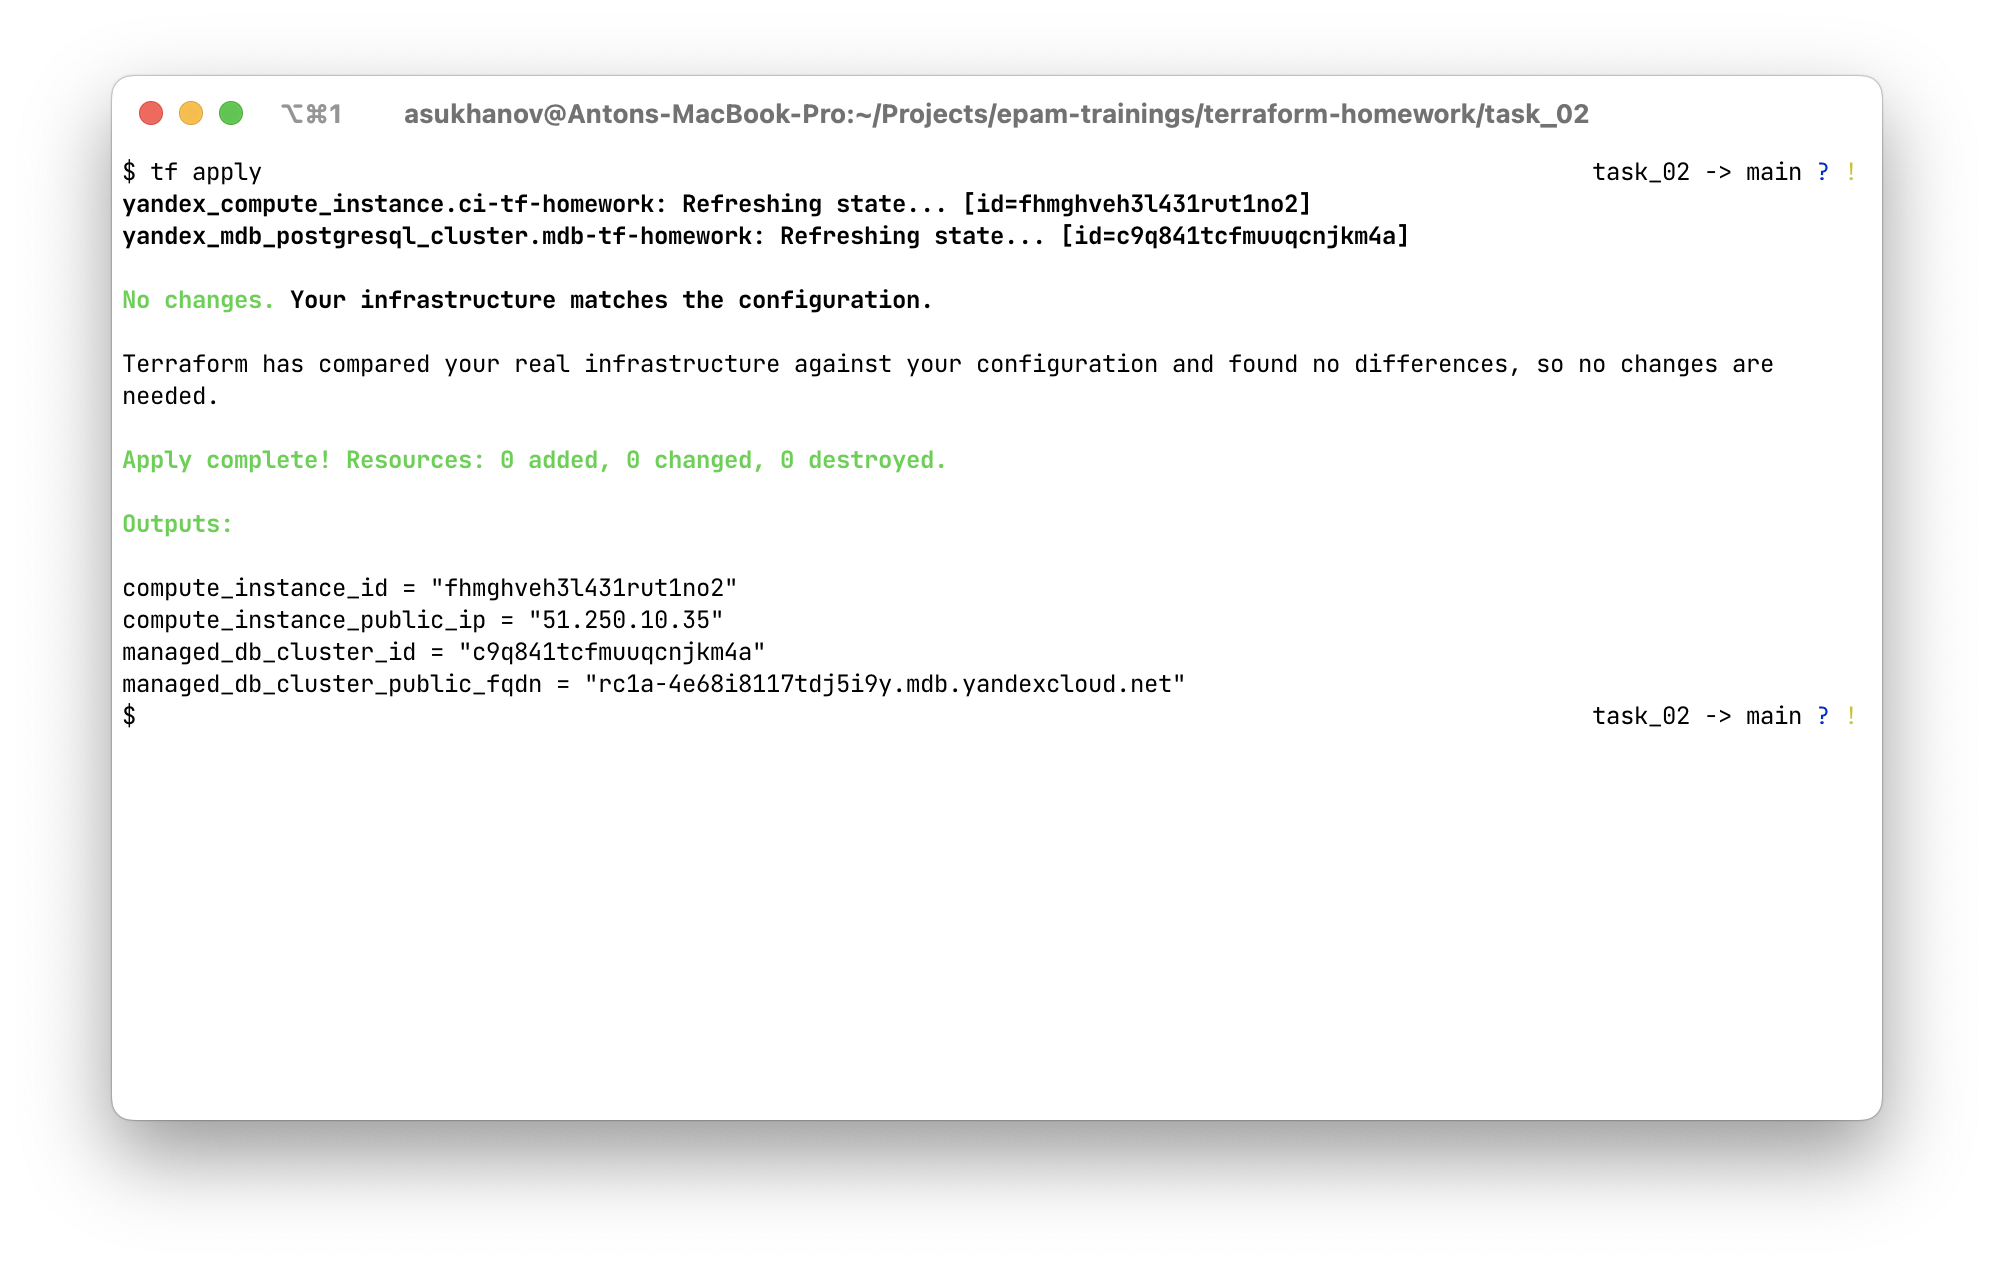 ⌥⌘1 asukhanov@Antons-MacBook-Pro:~/Projects/epam-trainings/terraform-homework/task_02
$ tf apply task_02 -> main ? !
yandex_compute_instance.ci-tf-homework: Refreshing state... [id=fhmghveh3l431rut1no2]
yandex_mdb_postgresql_cluster.mdb-tf-homework: Refreshing state... [id=c9q841tcfmuuqcnjkm4a]
No changes. Your infrastructure matches the configuration.
Terraform has compared your real infrastructure against your configuration and found no differences, so no changes are
needed.
Apply complete! Resources: 0 added, 0 changed, 0 destroyed.
Outputs:
compute_instance_id = "fhmghveh3l431rut1no2"
compute_instance_public_ip = "51.250.10.35"
managed_db_cluster_id = "c9q841tcfmuuqcnjkm4a"
managed_db_cluster_public_fqdn = "rc1a-4e68i8117tdj5i9y.mdb.yandexcloud.net"
$ task_02 -> main ? !